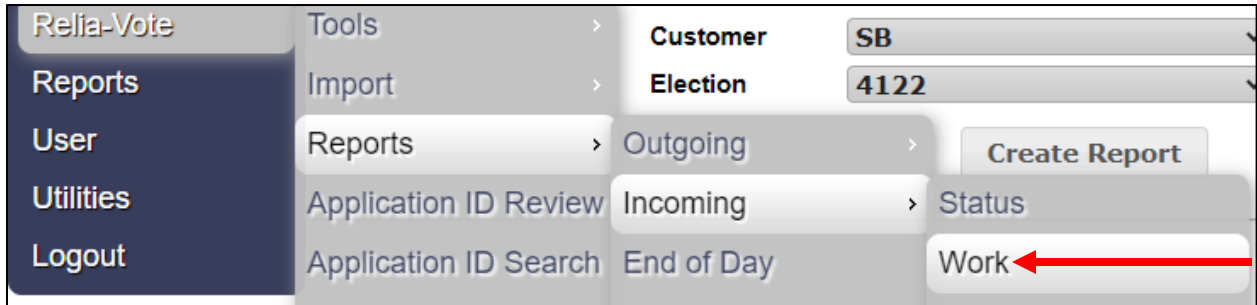 Relia-Vote
Reports
User
Utilities
Logout
Tools
Import
Reports
Application ID Review
Application ID Search
Outgoing
Incoming
End of Day
Status
Work
Customer SB
Election 4122
Create Report